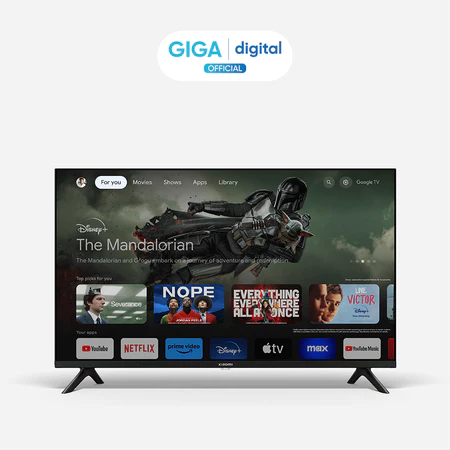 GIGA digital
OFFICIAL
For you Movies Shows Apps Library Google TV
Disney+
The Mandalorian
The Mandalorian and Grogu embark on a journey of adventure and redemption.
Top picks for you
Severance
NOPE
EVERYTHING EVERYWHERE ALL AT ONCE
LOVE, VICTOR
Disney+
Your apps
YouTube NETFLIX prime video Disney+ tv max YouTube Music
XIAOMI